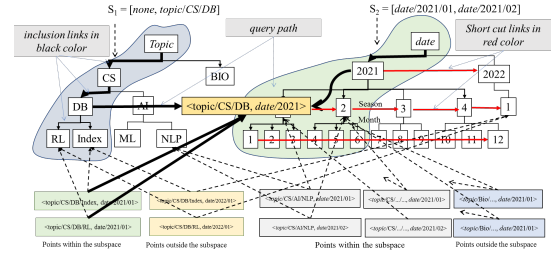 S1 = [none, topic/CS/DB]
S2 = [date/2021/01, date/2021/02]
inclusion links in black color
query path
Short cut links in red color
Topic
date
CS
BIO
2021
2022
DB
AI
<topic/CS/DB, date/2021>
2
Season
3
4
1
Month
RL
Index
ML
NLP
1
2
3
4
5
6
7
8
9
10
11
12
<topic/CS/DB/Index, date/2021/01>
<topic/CS/DB/Index, date/2022/01>
<topic/CS/AI/NLP, date/2021/01>
<topic/CS/../.., date/2021/01>
<topic/Bio/..., date/2021/01>
<topic/CS/DB/RL, date/2021/01>
<topic/CS/DB/RL, date/2022/01>
<topic/CS/AI/NLP, date/2021/02>
<topic/CS/../.., date/2021/02>
<topic/Bio/..., date/2021/01>
Points within the subspace
Points outside the subspace
Points within the subspace
Points outside the subspace